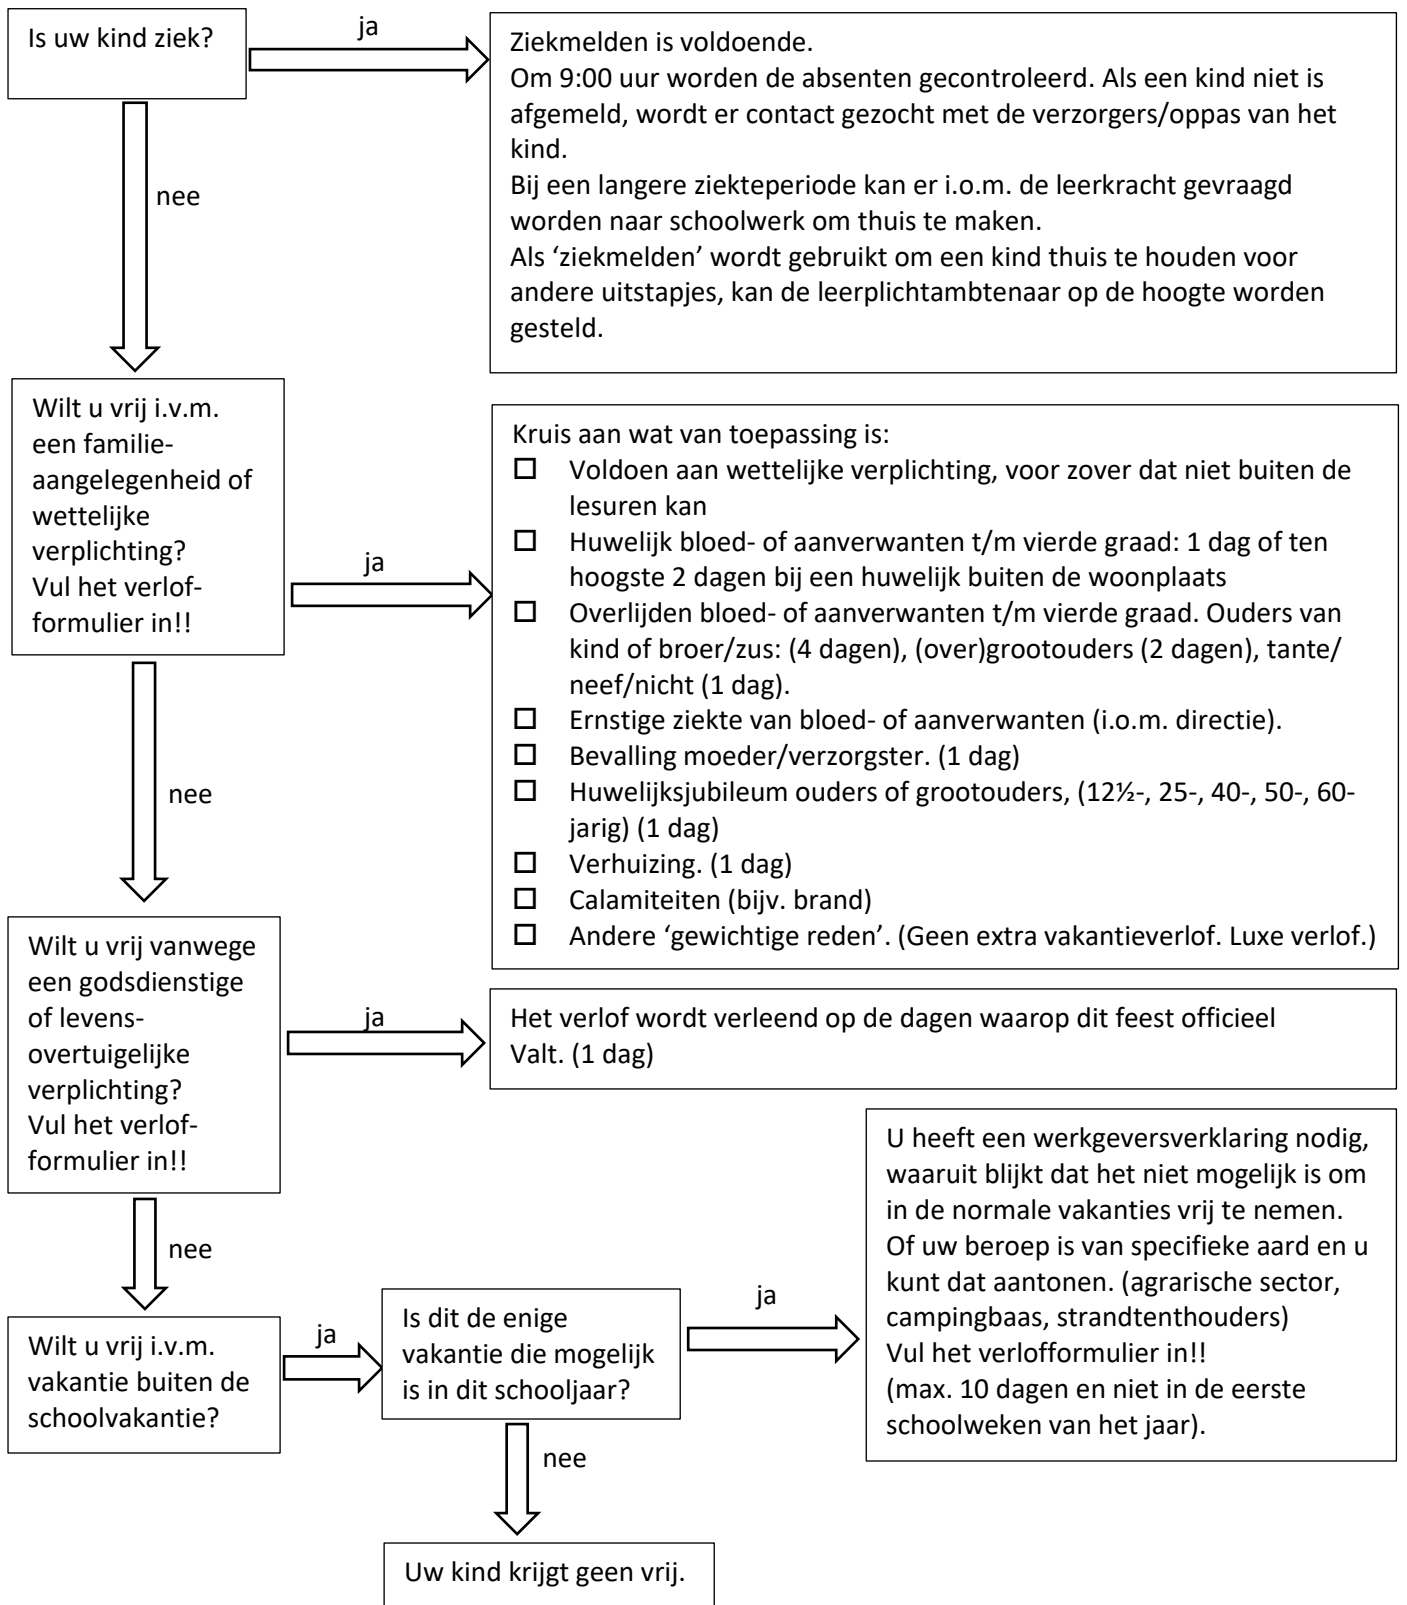 Is uw kind ziek?
ja
Ziekmelden is voldoende.
Om 9:00 uur worden de absenten gecontroleerd. Als een kind niet is
afgemeld, wordt er contact gezocht met de verzorgers/oppas van het
kind.
Bij een langere ziekteperiode kan er i.o.m. de leerkracht gevraagd
worden naar schoolwerk om thuis te maken.
Als ‘ziekmelden’ wordt gebruikt om een kind thuis te houden voor
andere uitstapjes, kan de leerplichtambtenaar op de hoogte worden
gesteld.
nee
Wilt u vrij i.v.m.
een familie-
aangelegenheid of
wettelijke
verplichting?
Vul het verlof-
formulier in!!
ja
Kruis aan wat van toepassing is:
☐ Voldoen aan wettelijke verplichting, voor zover dat niet buiten de
lesuren kan
☐ Huwelijk bloed- of aanverwanten t/m vierde graad: 1 dag of ten
hoogste 2 dagen bij een huwelijk buiten de woonplaats
☐ Overlijden bloed- of aanverwanten t/m vierde graad. Ouders van
kind of broer/zus: (4 dagen), (over)grootouders (2 dagen), tante/
neef/nicht (1 dag).
☐ Ernstige ziekte van bloed- of aanverwanten (i.o.m. directie).
☐ Bevalling moeder/verzorgster. (1 dag)
☐ Huwelijksjubileum ouders of grootouders, (12½-, 25-, 40-, 50-, 60-
jarig) (1 dag)
☐ Verhuizing. (1 dag)
☐ Calamiteiten (bijv. brand)
☐ Andere ‘gewichtige reden’. (Geen extra vakantieverlof. Luxe verlof.)
nee
Wilt u vrij vanwege
een godsdienstige
of levens-
overtuigelijke
verplichting?
Vul het verlof-
formulier in!!
ja
Het verlof wordt verleend op de dagen waarop dit feest officieel
Valt. (1 dag)
nee
Wilt u vrij i.v.m.
vakantie buiten de
schoolvakantie?
ja
Is dit de enige
vakantie die mogelijk
is in dit schooljaar?
ja
U heeft een werkgeversverklaring nodig,
waaruit blijkt dat het niet mogelijk is om
in de normale vakanties vrij te nemen.
Of uw beroep is van specifieke aard en u
kunt dat aantonen. (agrarische sector,
campingbaas, strandtenthouders)
Vul het verlofformulier in!!
(max. 10 dagen en niet in de eerste
schoolweken van het jaar).
nee
Uw kind krijgt geen vrij.